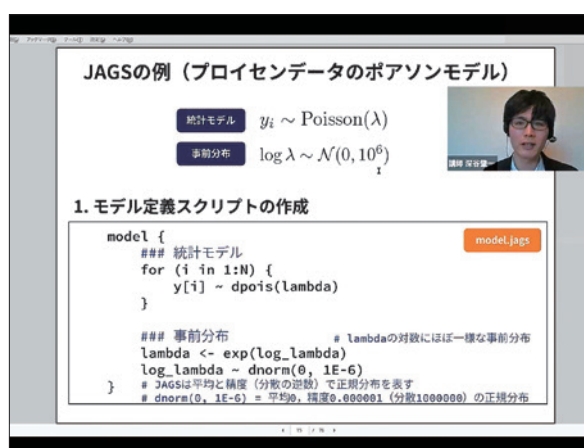 JAGSの例（プロイセンデータのポアソンモデル）
統計モデル yᵢ ~ Poisson(λ)
事前分布 log λ ~ N(0, 10⁶)
講師 深谷肇一
1. モデル定義スクリプトの作成
model.jags
model {
### 統計モデル
for (i in 1:N) {
y[i] ~ dpois(lambda)
}
### 事前分布 # lambdaの対数にほぼ一様な事前分布
lambda <- exp(log_lambda)
log_lambda ~ dnorm(0, 1E-6)
} # JAGSは平均と精度（分散の逆数）で正規分布を表す
# dnorm(0, 1E-6) = 平均0，精度0.000001（分散1000000）の正規分布